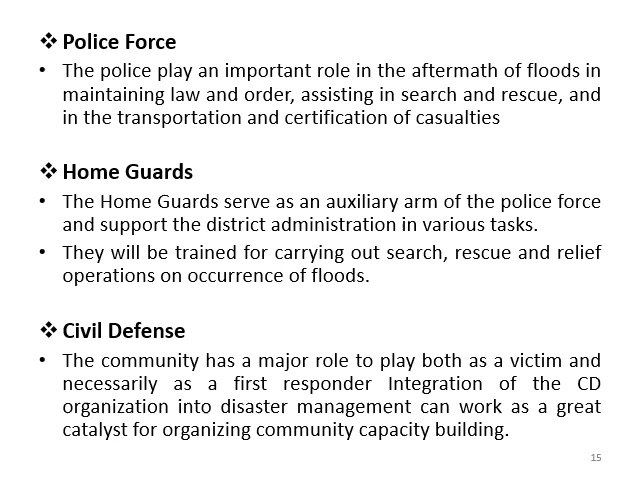 ❖ Police Force
• The police play an important role in the aftermath of floods in
maintaining law and order, assisting in search and rescue, and
in the transportation and certification of casualties
❖ Home Guards
• The Home Guards serve as an auxiliary arm of the police force
and support the district administration in various tasks.
• They will be trained for carrying out search, rescue and relief
operations on occurrence of floods.
❖ Civil Defense
• The community has a major role to play both as a victim and
necessarily as a first responder Integration of the CD
organization into disaster management can work as a great
catalyst for organizing community capacity building.
15